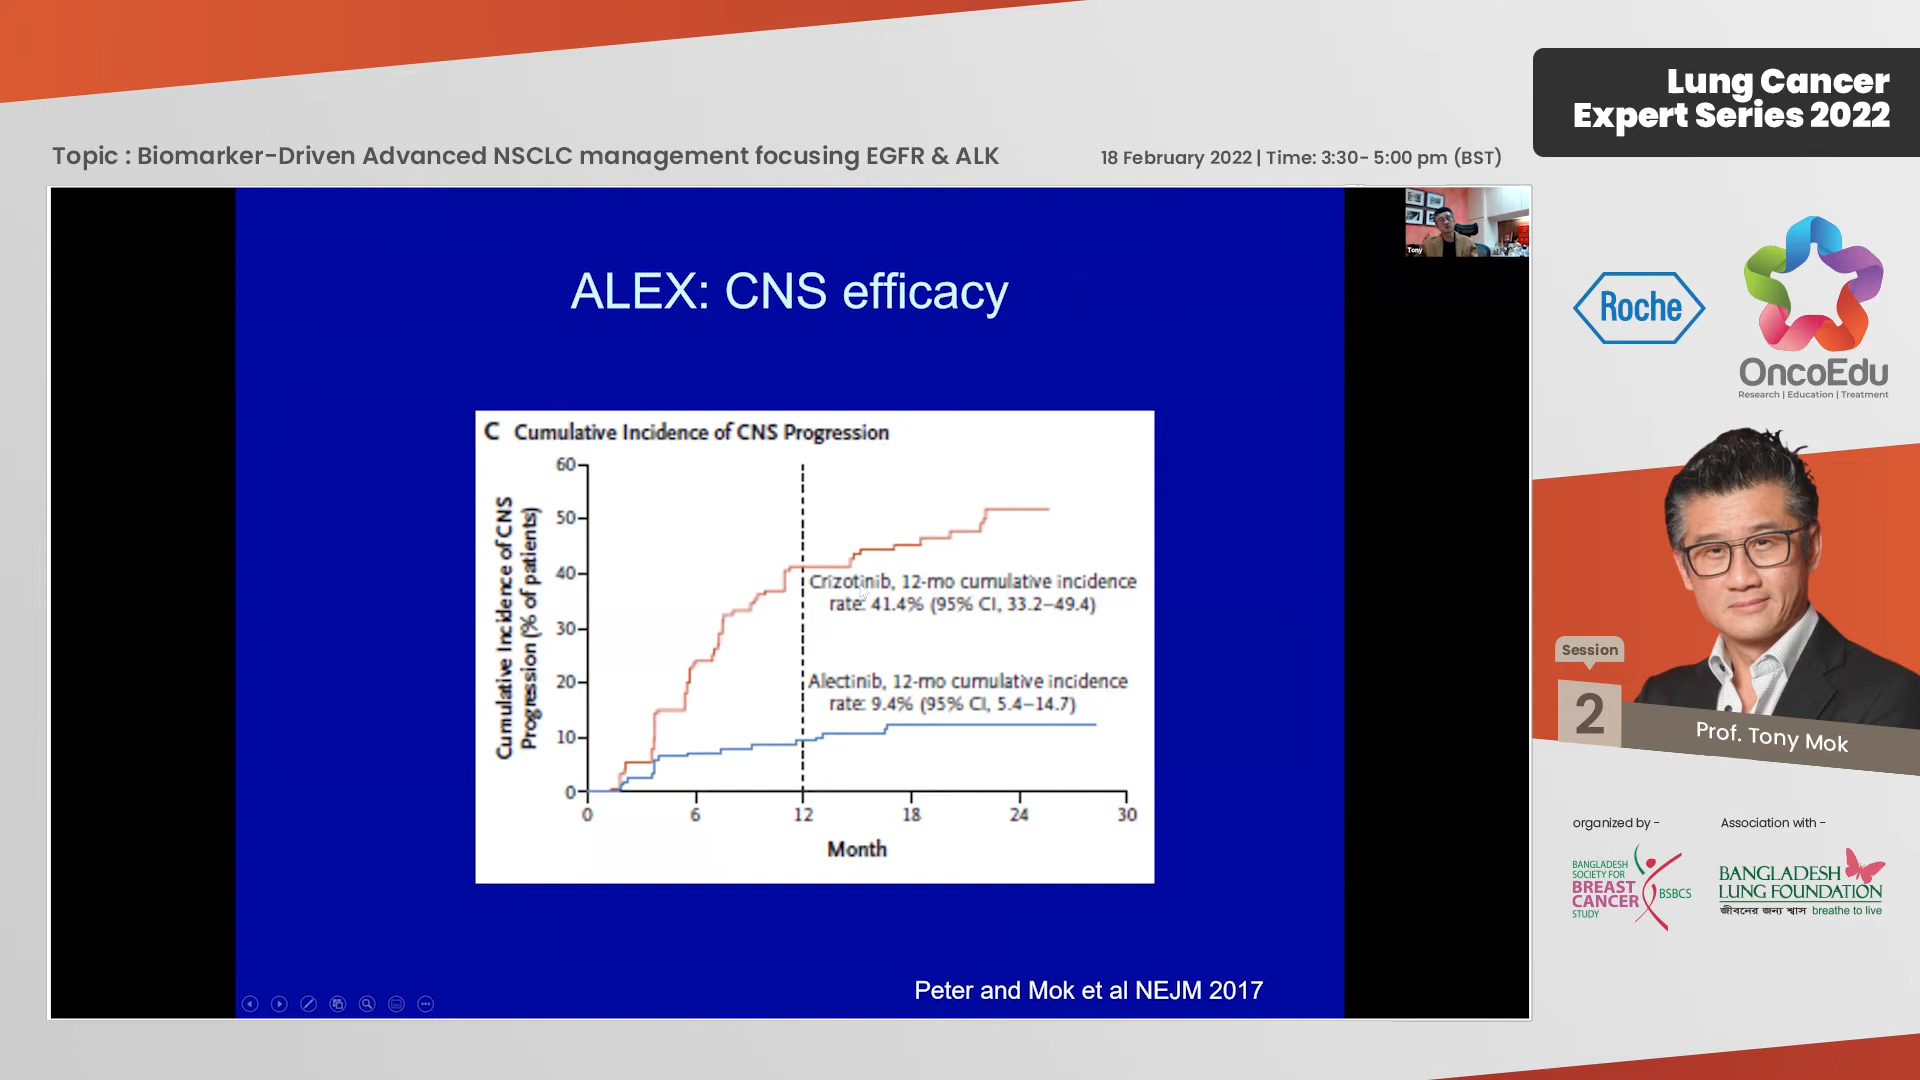 Lung Cancer
Expert Series 2022
Topic : Biomarker-Driven Advanced NSCLC management focusing EGFR & ALK
18 February 2022 | Time: 3:30- 5:00 pm (BST)
Tony
ALEX: CNS efficacy
C Cumulative Incidence of CNS Progression
Cumulative Incidence of CNS
Progression (% of patients)
60
50
40
30
20
10
0
Crizotinib, 12-mo cumulative incidence
rate: 41.4% (95% CI, 33.2–49.4)
Alectinib, 12-mo cumulative incidence
rate: 9.4% (95% CI, 5.4–14.7)
0 6 12 18 24 30
Month
Peter and Mok et al NEJM 2017
Roche
OncoEdu
Research | Education | Treatment
Session
2
Prof. Tony Mok
organized by -
Association with -
BANGLADESH
SOCIETY FOR
BREAST
CANCER
STUDY
BSBCS
BANGLADESH
LUNG FOUNDATION
জীবনের জন্য শ্বাস breathe to live